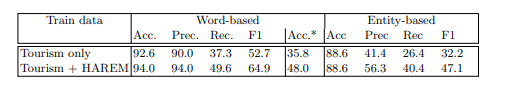 Train data Word-based Entity-based
Acc. Prec. Rec. F1 Acc.* Acc Prec Rec F1
Tourism only 92.6 90.0 37.3 52.7 35.8 88.6 41.4 26.4 32.2
Tourism + HAREM 94.0 94.0 49.6 64.9 48.0 88.6 56.3 40.4 47.1